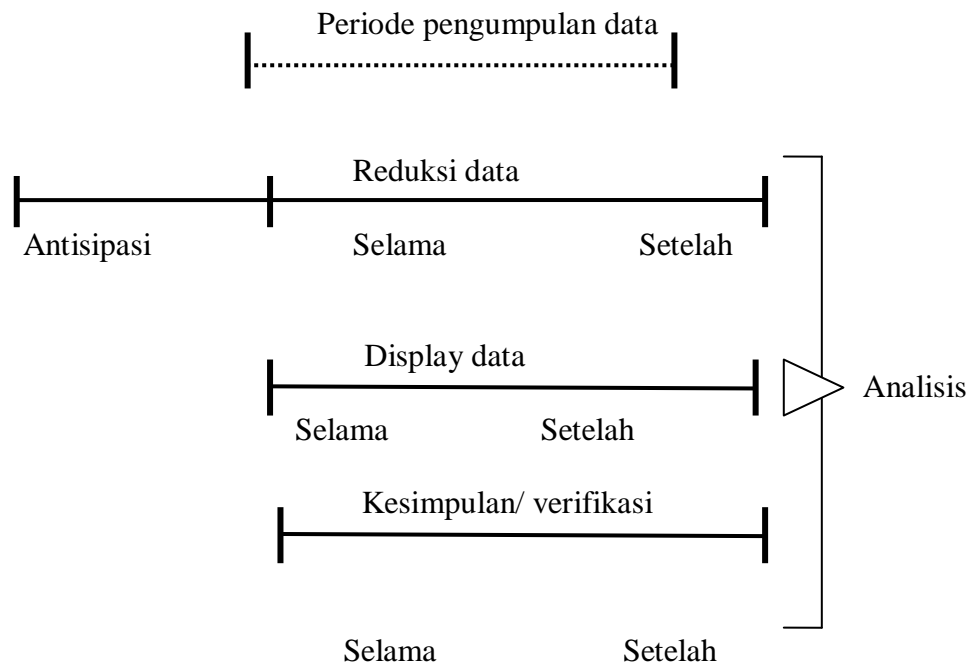 Periode pengumpulan data
Reduksi data
Antisipasi Selama Setelah
Display data
Analisis
Selama Setelah
Kesimpulan/ verifikasi
Selama Setelah